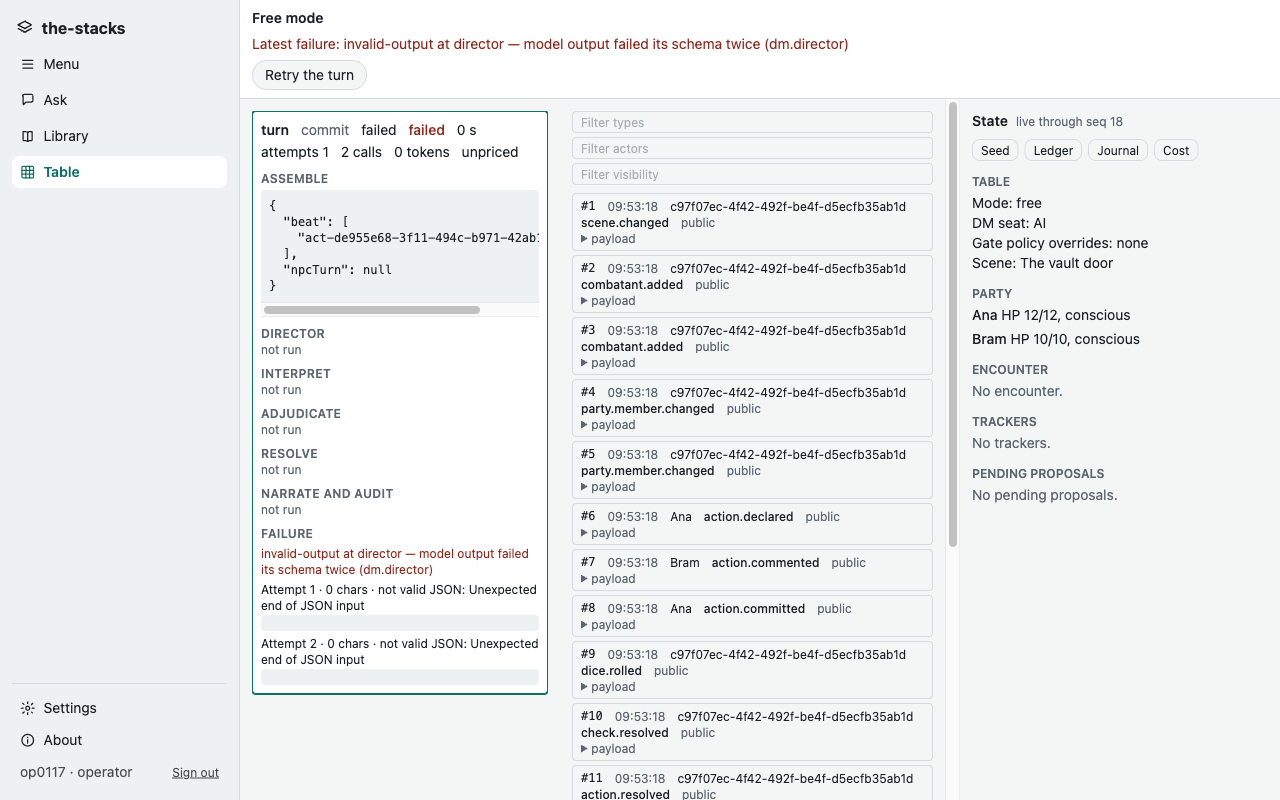 the-stacks
Menu
Ask
Library
Table
Settings
About
op0117 · operator
Sign out
Free mode
Latest failure: invalid-output at director — model output failed its schema twice (dm.director)
Retry the turn
turn commit failed failed 0 s
attempts 1 2 calls 0 tokens unpriced
ASSEMBLE
{
"beat": [
"act-de955e68-3f11-494c-b971-42ab1
],
"npcTurn": null
}
DIRECTOR
not run
INTERPRET
not run
ADJUDICATE
not run
RESOLVE
not run
NARRATE AND AUDIT
not run
FAILURE
invalid-output at director — model output failed
its schema twice (dm.director)
Attempt 1 · 0 chars · not valid JSON: Unexpected
end of JSON input
Attempt 2 · 0 chars · not valid JSON: Unexpected
end of JSON input
Filter types
Filter actors
Filter visibility
#1 09:53:18 c97f07ec-4f42-492f-be4f-d5ecfb35ab1d
scene.changed public
payload
#2 09:53:18 c97f07ec-4f42-492f-be4f-d5ecfb35ab1d
combatant.added public
payload
#3 09:53:18 c97f07ec-4f42-492f-be4f-d5ecfb35ab1d
combatant.added public
payload
#4 09:53:18 c97f07ec-4f42-492f-be4f-d5ecfb35ab1d
party.member.changed public
payload
#5 09:53:18 c97f07ec-4f42-492f-be4f-d5ecfb35ab1d
party.member.changed public
payload
#6 09:53:18 Ana action.declared public
payload
#7 09:53:18 Bram action.commented public
payload
#8 09:53:18 Ana action.committed public
payload
#9 09:53:18 c97f07ec-4f42-492f-be4f-d5ecfb35ab1d
dice.rolled public
payload
#10 09:53:18 c97f07ec-4f42-492f-be4f-d5ecfb35ab1d
check.resolved public
payload
#11 09:53:18 c97f07ec-4f42-492f-be4f-d5ecfb35ab1d
action.resolved public
State live through seq 18
Seed Ledger Journal Cost
TABLE
Mode: free
DM seat: AI
Gate policy overrides: none
Scene: The vault door
PARTY
Ana HP 12/12, conscious
Bram HP 10/10, conscious
ENCOUNTER
No encounter.
TRACKERS
No trackers.
PENDING PROPOSALS
No pending proposals.